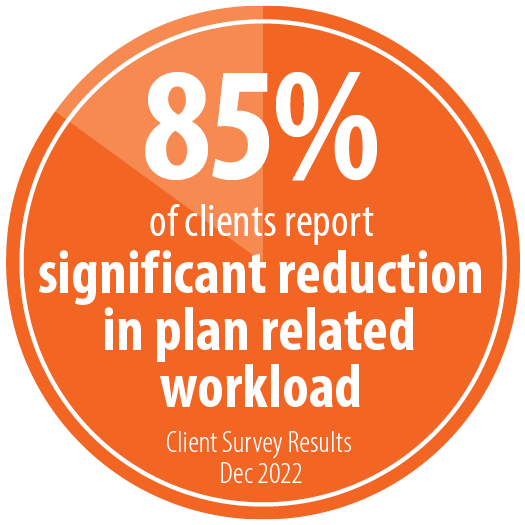 85%
of clients report
significant reduction
in plan related
workload
Client Survey Results
Dec 2022